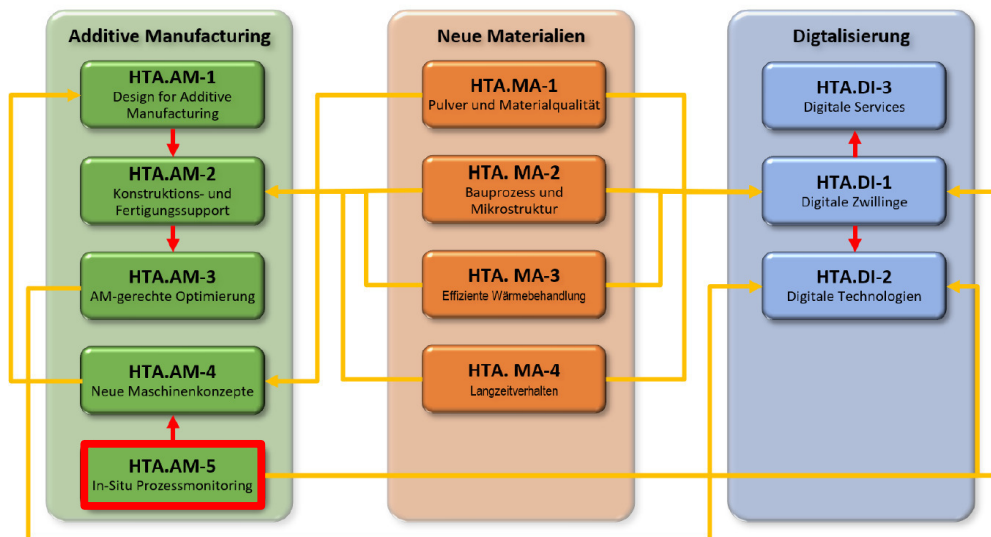 Additive Manufacturing
HTA.AM-1
Design for Additive
Manufacturing
HTA.AM-2
Konstruktions- und
Fertigungssupport
HTA.AM-3
AM-gerechte Optimierung
HTA.AM-4
Neue Maschinenkonzepte
HTA.AM-5
In-Situ Prozessmonitoring
Neue Materialien
HTA.MA-1
Pulver und Materialqualität
HTA. MA-2
Bauprozess und
Mikrostruktur
HTA. MA-3
Effiziente Wärmebehandlung
HTA. MA-4
Langzeitverhalten
Digtalisierung
HTA.DI-3
Digitale Services
HTA.DI-1
Digitale Zwillinge
HTA.DI-2
Digitale Technologien